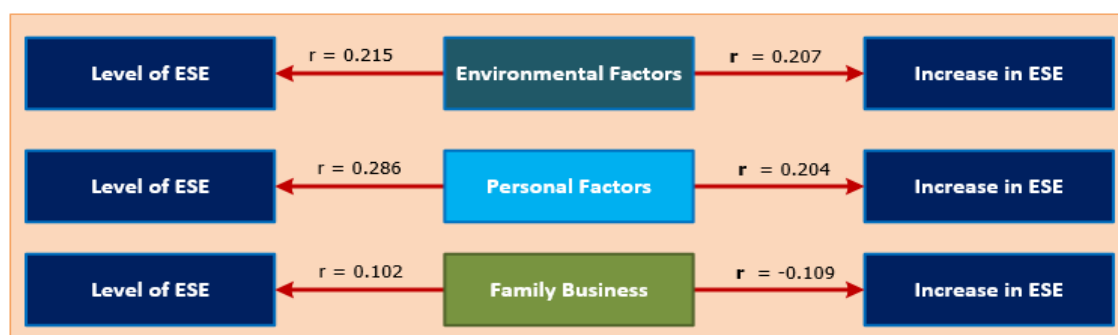 r = 0.215
r = 0.207
Level of ESE
Environmental Factors
Increase in ESE
r = 0.286
r = 0.204
Level of ESE
Personal Factors
Increase in ESE
r = 0.102
r = -0.109
Level of ESE
Family Business
Increase in ESE